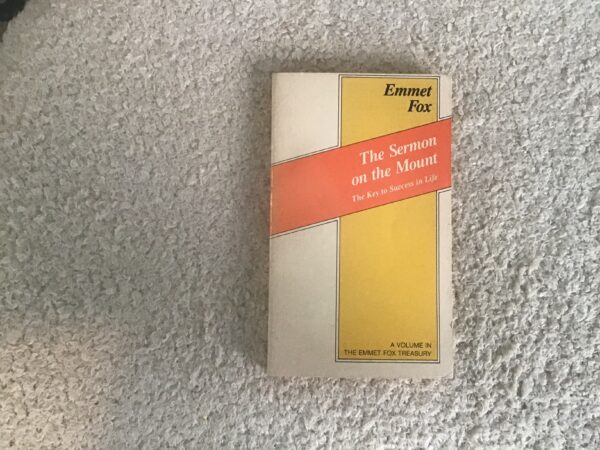 Emmet
Fox
The Sermon
on the Mount
The Key to Success in Life
A VOLUME IN
THE EMMET FOX TREASURY